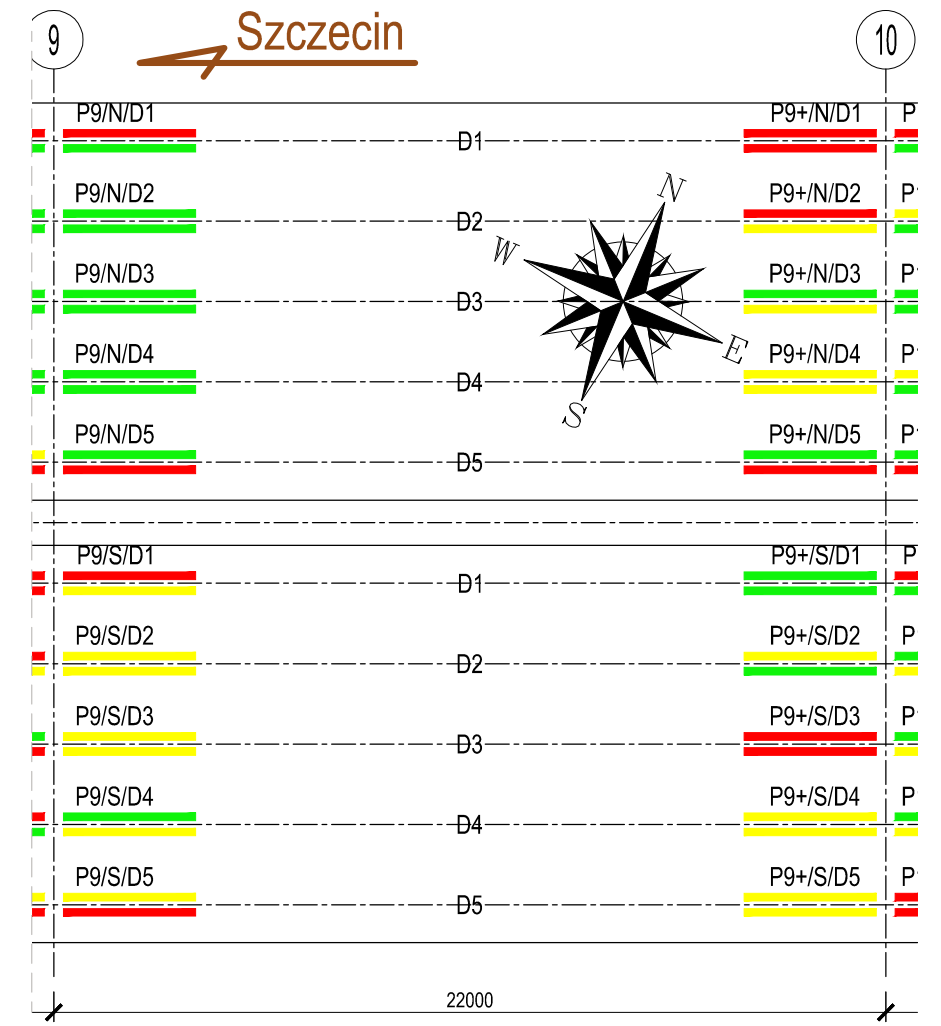 9 Szczecin 10
P9/N/D1 P9+/N/D1 P
D1
P9/N/D2 N P9+/N/D2 P
D2
W
P9/N/D3 P9+/N/D3 P
D3
E
P9/N/D4 P9+/N/D4 P
D4
S
P9/N/D5 P9+/N/D5 P
D5
P9/S/D1 P9+/S/D1 P
D1
P9/S/D2 P9+/S/D2 P
D2
P9/S/D3 P9+/S/D3 P
D3
P9/S/D4 P9+/S/D4 P
D4
P9/S/D5 P9+/S/D5 P
D5
22000